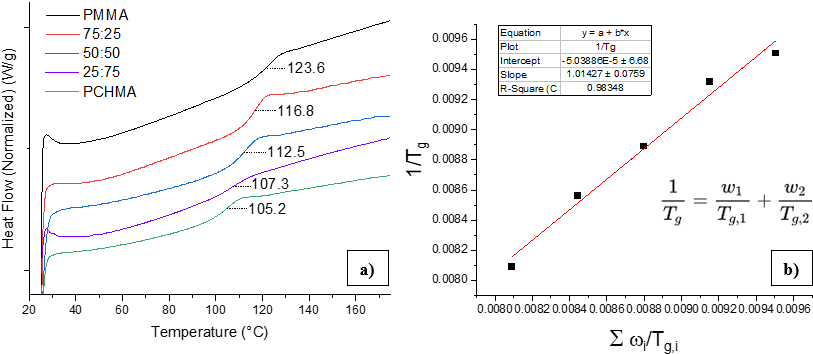 PMMA
75:25
50:50
25:75
PCHMA
123.6
116.8
112.5
107.3
105.2
a)
Heat Flow (Normalized) (W/g)
20 40 60 80 100 120 140 160
Temperature (°C)
Equation y = a + b*x
Plot 1/Tg
Intercept -5.03886E-5 ± 6.68
Slope 1.01427 ± 0.0759
R-Square (C 0.98348
0.0096
0.0094
0.0092
0.0090
0.0088
0.0086
0.0084
0.0082
0.0080
1/Tg
1/Tg = w1/Tg,1 + w2/Tg,2
b)
0.0080 0.0082 0.0084 0.0086 0.0088 0.0090 0.0092 0.0094 0.0096
Σ ωi/Tg,i